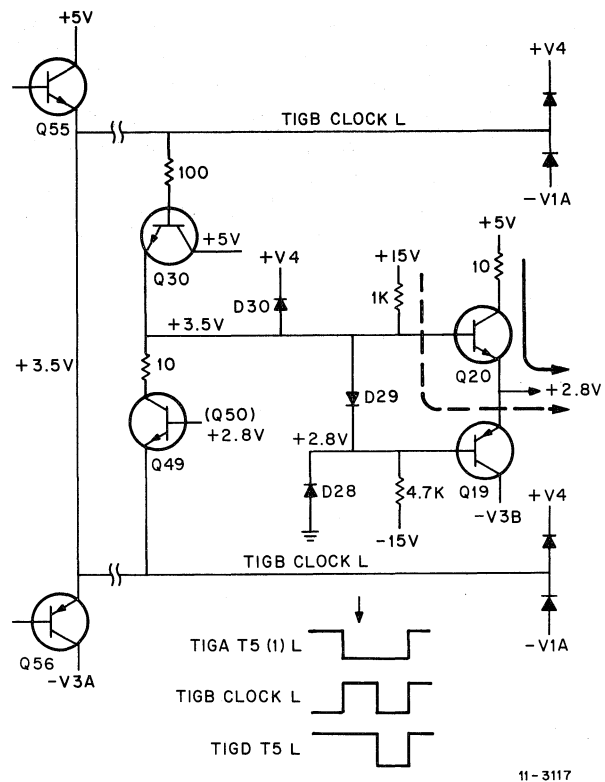 +5V
Q55
TIGB CLOCK L
+V4
-V1A
100
+5V
Q30
+V4
D30
+15V
1K
+5V
10
+3.5V
Q20
+3.5V
10
(Q50)
+2.8V
Q49
D29
+2.8V
+2.8V
D28
4.7K
-15V
Q19
-V3B
+V4
TIGB CLOCK L
-V1A
Q56
-V3A
TIGA T5 (1) L
TIGB CLOCK L
TIGD T5 L
11-3117